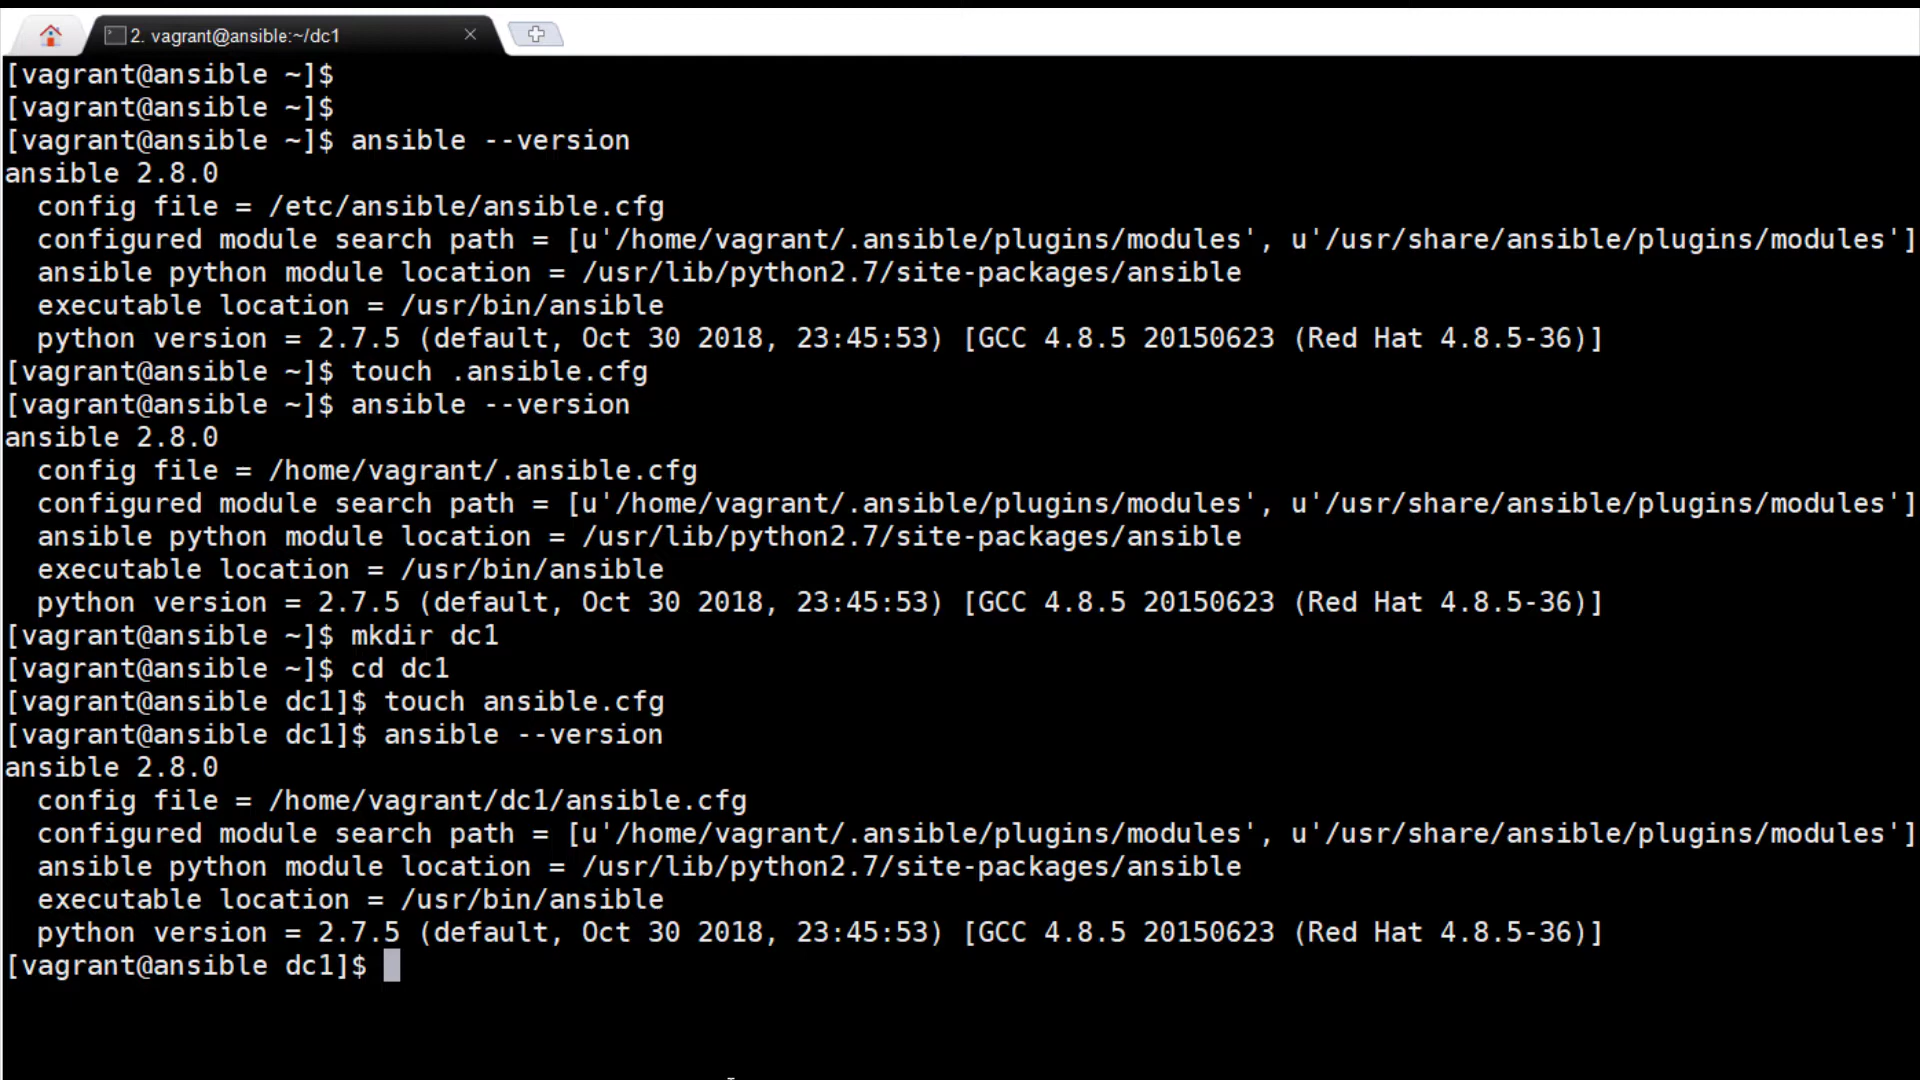 2. vagrant@ansible:~/dc1
[vagrant@ansible ~]$
[vagrant@ansible ~]$
[vagrant@ansible ~]$ ansible --version
ansible 2.8.0
  config file = /etc/ansible/ansible.cfg
  configured module search path = [u'/home/vagrant/.ansible/plugins/modules', u'/usr/share/ansible/plugins/modules']
  ansible python module location = /usr/lib/python2.7/site-packages/ansible
  executable location = /usr/bin/ansible
  python version = 2.7.5 (default, Oct 30 2018, 23:45:53) [GCC 4.8.5 20150623 (Red Hat 4.8.5-36)]
[vagrant@ansible ~]$ touch .ansible.cfg
[vagrant@ansible ~]$ ansible --version
ansible 2.8.0
  config file = /home/vagrant/.ansible.cfg
  configured module search path = [u'/home/vagrant/.ansible/plugins/modules', u'/usr/share/ansible/plugins/modules']
  ansible python module location = /usr/lib/python2.7/site-packages/ansible
  executable location = /usr/bin/ansible
  python version = 2.7.5 (default, Oct 30 2018, 23:45:53) [GCC 4.8.5 20150623 (Red Hat 4.8.5-36)]
[vagrant@ansible ~]$ mkdir dc1
[vagrant@ansible ~]$ cd dc1
[vagrant@ansible dc1]$ touch ansible.cfg
[vagrant@ansible dc1]$ ansible --version
ansible 2.8.0
  config file = /home/vagrant/dc1/ansible.cfg
  configured module search path = [u'/home/vagrant/.ansible/plugins/modules', u'/usr/share/ansible/plugins/modules']
  ansible python module location = /usr/lib/python2.7/site-packages/ansible
  executable location = /usr/bin/ansible
  python version = 2.7.5 (default, Oct 30 2018, 23:45:53) [GCC 4.8.5 20150623 (Red Hat 4.8.5-36)]
[vagrant@ansible dc1]$